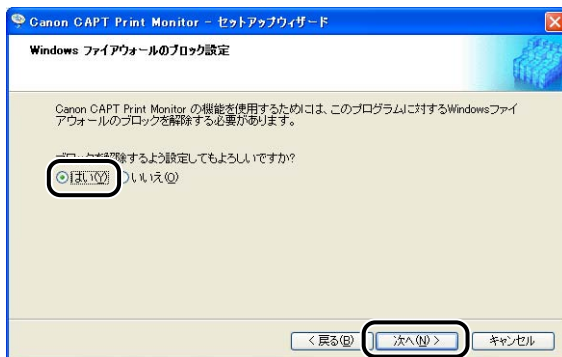 Canon CAPT Print Monitor - セットアップウィザード
Windows ファイアウォールのブロック設定
Canon CAPT Print Monitor の機能を使用するためには、このプログラムに対するWindowsファイ
アウォールのブロックを解除する必要があります。
ブロックを解除するよう設定してもよろしいですか?
はい(Y) いいえ(O)
< 戻る(B) 次へ(N) > キャンセル